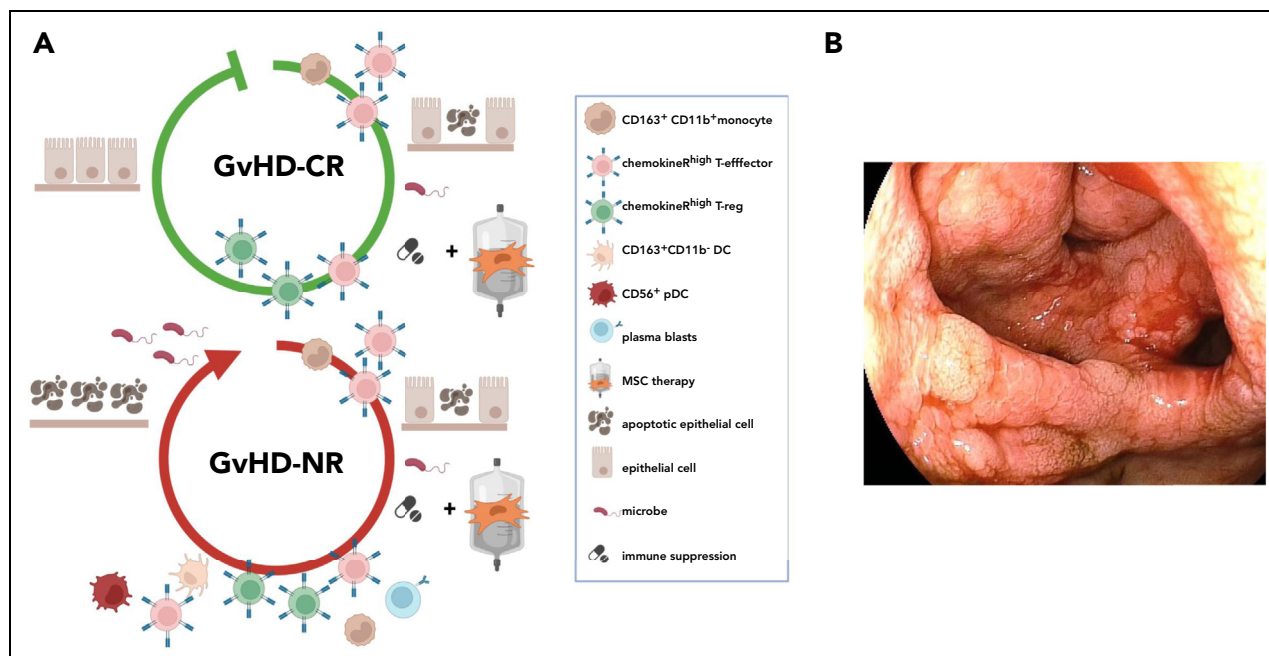 A
B
GvHD-CR
+
GvHD-NR
+
CD163+ CD11b+monocyte
chemokineRhigh T-efffector
chemokineRhigh T-reg
CD163+CD11b- DC
CD56+ pDC
plasma blasts
MSC therapy
apoptotic epithelial cell
epithelial cell
microbe
immune suppression